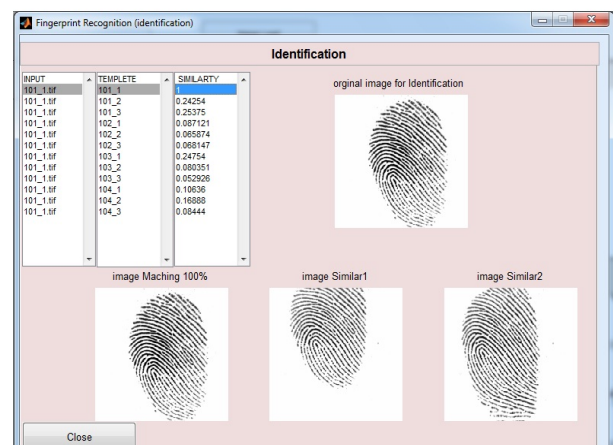 Fingerprint Recognition (identification)
Identification
INPUT TEMPLETE SIMILARTY
101_1.tif 101_1 1
101_1.tif 101_2 0.24254
101_1.tif 101_3 0.25375
101_1.tif 102_1 0.087121
101_1.tif 102_2 0.065874
101_1.tif 102_3 0.068147
101_1.tif 103_1 0.24754
101_1.tif 103_2 0.080351
101_1.tif 103_3 0.052926
101_1.tif 104_1 0.10636
101_1.tif 104_2 0.16888
101_1.tif 104_3 0.08444
orginal image for Identification
image Maching 100%
image Similar1
image Similar2
Close